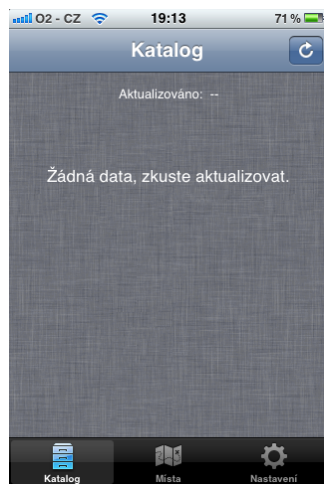 O2 - CZ 19:13 71 %
Katalog
Aktualizováno: --
Žádná data, zkuste aktualizovat.
Katalog Místa Nastavení